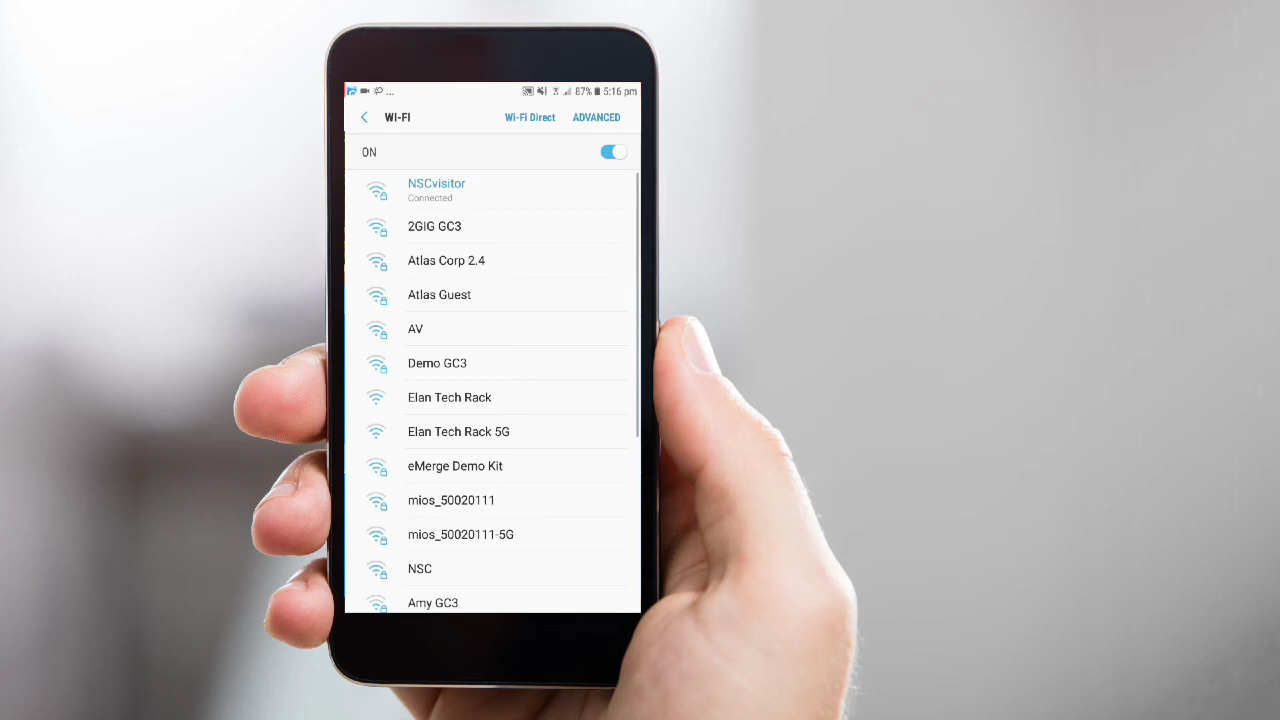 ... 87% 5:16 pm
WI-FI Wi-Fi Direct ADVANCED
ON
NSCvisitor
Connected
2GIG GC3
Atlas Corp 2.4
Atlas Guest
AV
Demo GC3
Elan Tech Rack
Elan Tech Rack 5G
eMerge Demo Kit
mios_50020111
mios_50020111-5G
NSC
Amy GC3